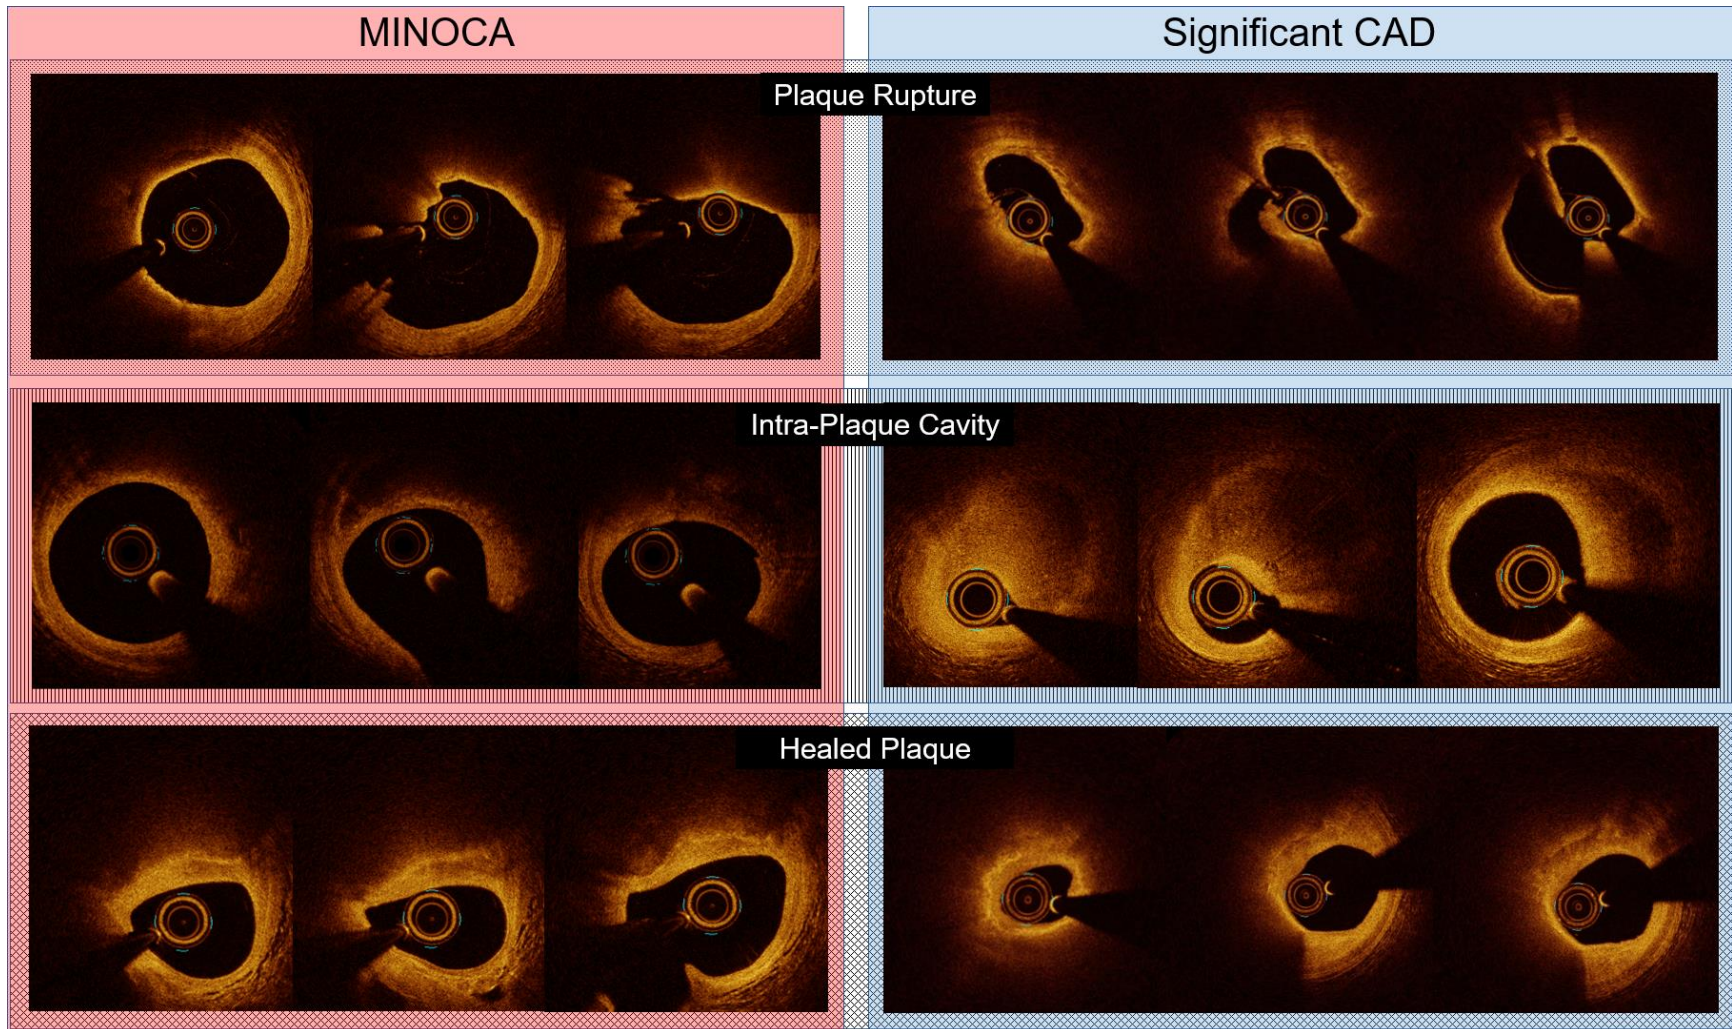 MINOCA
Significant CAD
Plaque Rupture
Intra-Plaque Cavity
Healed Plaque